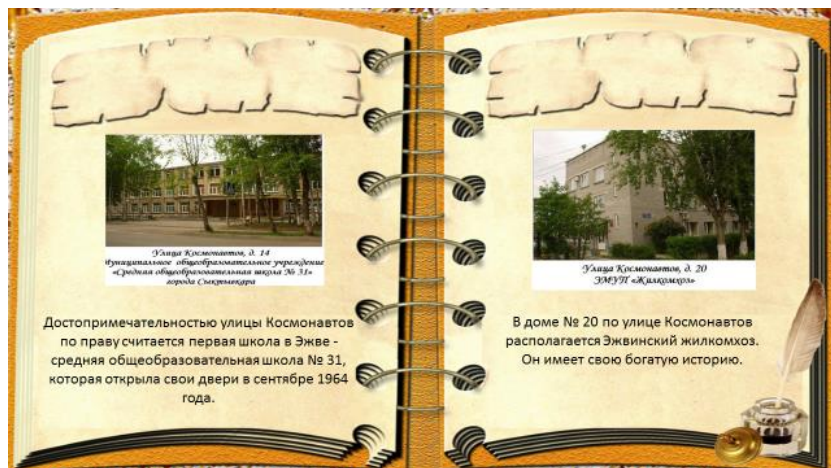 Улица Космонавтов, д. 14
Муниципальное общеобразовательное учреждение
«Средняя общеобразовательная школа № 31»
города Сыктывкара
Достопримечательностью улицы Космонавтов
по праву считается первая школа в Эжве -
средняя общеобразовательная школа № 31,
которая открыла свои двери в сентябре 1964
года.
Улица Космонавтов, д. 20
ЭМУП «Жилкомхоз»
В доме № 20 по улице Космонавтов
располагается Эжвинский жилкомхоз.
Он имеет свою богатую историю.